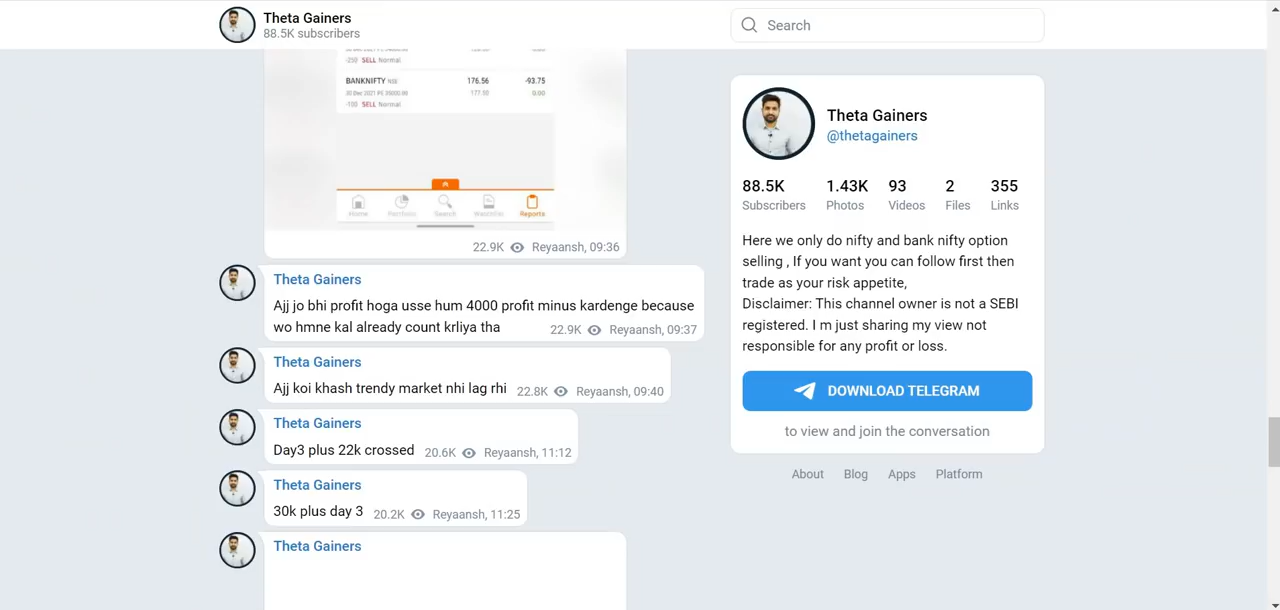 Theta Gainers
88.5K subscribers
Search
-250 SELL Normal
BANKNIFTY NSE 176.56 -93.75
30 Dec 2021 PE 35000.00 177.50 0.00
-100 SELL Normal
Home Portfolio Search Watchlist Reports
22.9K Reyaansh, 09:36
Theta Gainers
Ajj jo bhi profit hoga usse hum 4000 profit minus kardenge because
wo hmne kal already count krliya tha 22.9K Reyaansh, 09:37
Theta Gainers
Ajj koi khash trendy market nhi lag rhi 22.8K Reyaansh, 09:40
Theta Gainers
Day3 plus 22k crossed 20.6K Reyaansh, 11:12
Theta Gainers
30k plus day 3 20.2K Reyaansh, 11:25
Theta Gainers
Theta Gainers
@thetagainers
88.5K 1.43K 93 2 355
Subscribers Photos Videos Files Links
Here we only do nifty and bank nifty option
selling , If you want you can follow first then
trade as your risk appetite,
Disclaimer: This channel owner is not a SEBI
registered. I m just sharing my view not
responsible for any profit or loss.
DOWNLOAD TELEGRAM
to view and join the conversation
About Blog Apps Platform